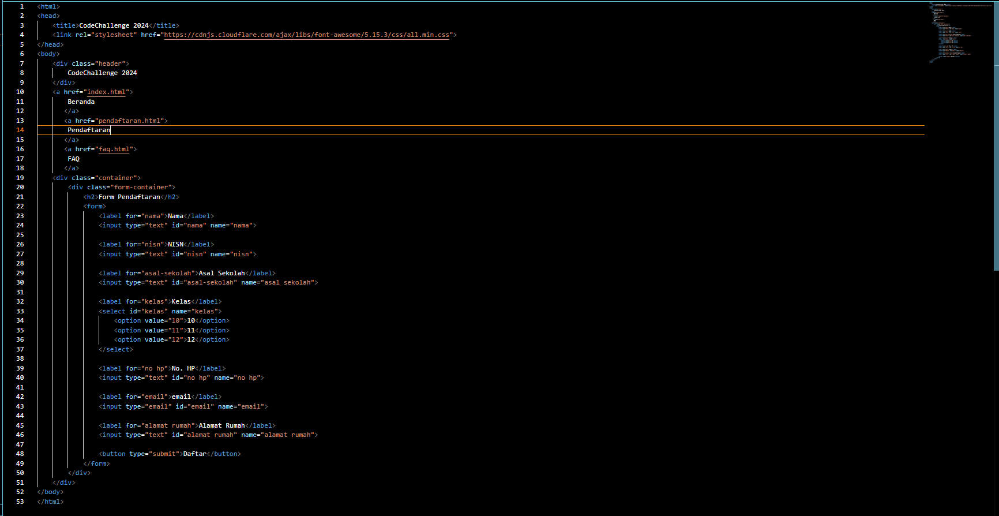 1 <html>
2 <head>
3     <title>CodeChallenge 2024</title>
4     <link rel="stylesheet" href="https://cdnjs.cloudflare.com/ajax/libs/font-awesome/5.15.3/css/all.min.css">
5 </head>
6 <body>
7     <div class="header">
8         CodeChallenge 2024
9     </div>
10     <a href="index.html">
11         Beranda
12        </a>
13        <a href="pendaftaran.html">
14         Pendaftaran
15        </a>
16        <a href="faq.html">
17         FAQ
18        </a>
19     <div class="container">
20         <div class="form-container">
21             <h2>Form Pendaftaran</h2>
22             <form>
23                 <label for="nama">Nama</label>
24                 <input type="text" id="nama" name="nama">
25
26                 <label for="nisn">NISN</label>
27                 <input type="text" id="nisn" name="nisn">
28
29                 <label for="asal-sekolah">Asal Sekolah</label>
30                 <input type="text" id="asal-sekolah" name="asal sekolah">
31
32                 <label for="kelas">Kelas</label>
33                 <select id="kelas" name="kelas">
34                     <option value="10">10</option>
35                     <option value="11">11</option>
36                     <option value="12">12</option>
37                 </select>
38
39                 <label for="no hp">No. HP</label>
40                 <input type="text" id="no hp" name="no hp">
41
42                 <label for="email">email</label>
43                 <input type="email" id="email" name="email">
44
45                 <label for="alamat rumah">Alamat Rumah</label>
46                 <input type="text" id="alamat rumah" name="alamat rumah">
47
48                 <button type="submit">Daftar</button>
49             </form>
50         </div>
51     </div>
52 </body>
53 </html>